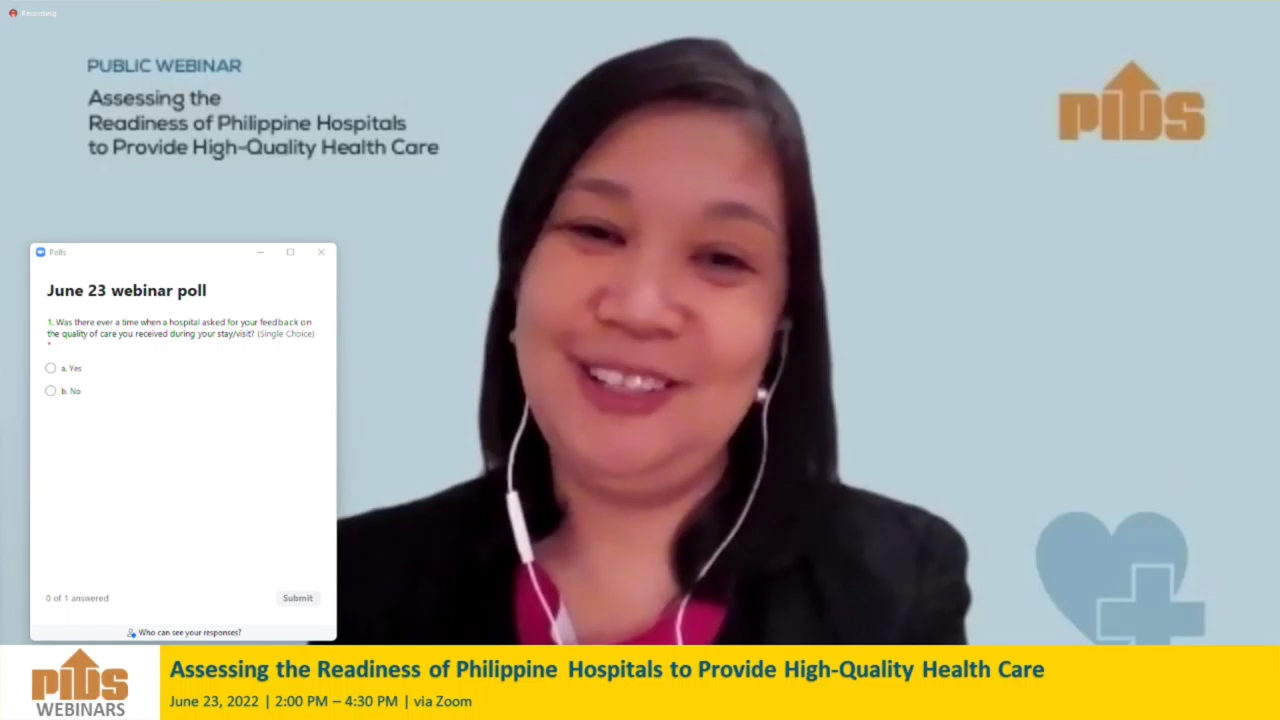 Recording
PUBLIC WEBINAR
Assessing the
Readiness of Philippine Hospitals
to Provide High-Quality Health Care
PIDS
Polls
June 23 webinar poll
1. Was there ever a time when a hospital asked for your feedback on
the quality of care you received during your stay/visit? (Single Choice)
*
a. Yes
b. No
0 of 1 answered
Submit
Who can see your responses?
PIDS
WEBINARS
Assessing the Readiness of Philippine Hospitals to Provide High-Quality Health Care
June 23, 2022 | 2:00 PM – 4:30 PM | via Zoom